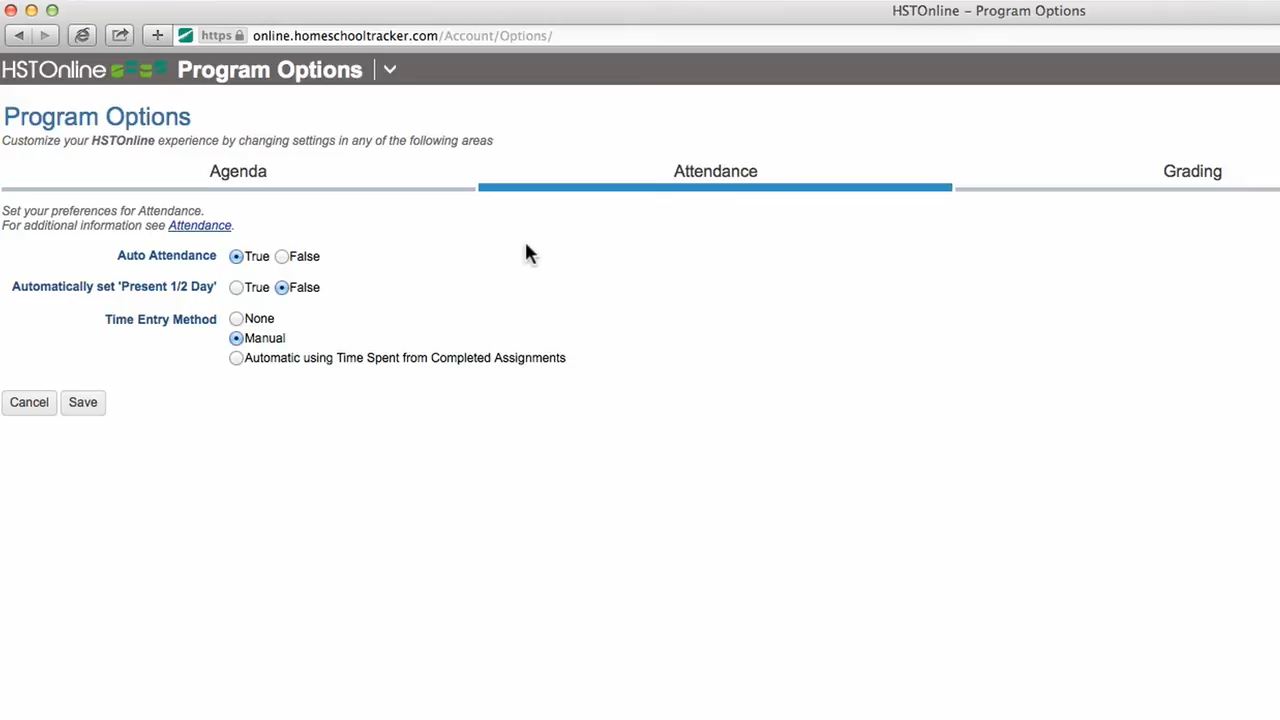 HSTOnline – Program Options
https online.homeschooltracker.com/Account/Options/
HSTOnline Program Options
Program Options
Customize your HSTOnline experience by changing settings in any of the following areas
Agenda Attendance Grading
Set your preferences for Attendance.
For additional information see Attendance.
Auto Attendance True False
Automatically set 'Present 1/2 Day' True False
Time Entry Method None
Manual
Automatic using Time Spent from Completed Assignments
Cancel Save